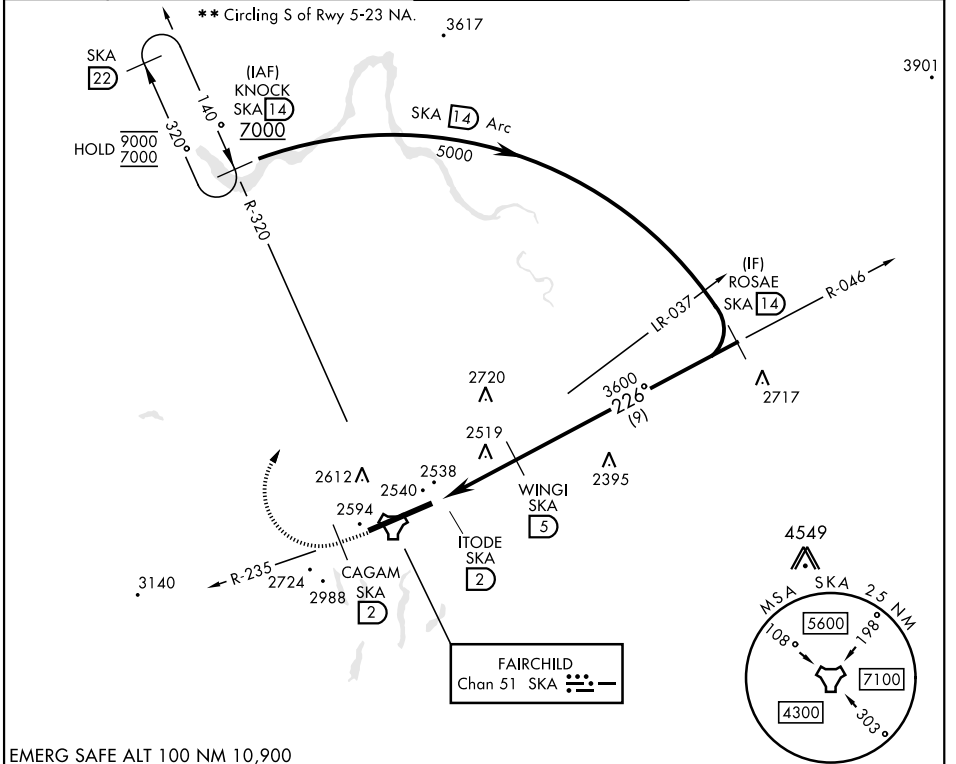 ** Circling S of Rwy 5-23 NA.
3617
3901
SKA
22
(IAF)
KNOCK
SKA 14
7000
140°
320°
HOLD 9000
7000
SKA 14 Arc
5000
R-320
(IF)
ROSAE
SKA 14
LR-037
R-046
2720
3600
226°
(9)
2717
2519
2395
2612
2538
2540
2594
WINGI
SKA
5
ITODE
SKA
2
R-235
CAGAM
SKA
2
2724
2988
3140
4549
MSA SKA 25 NM
108°
5600
198°
7100
4300
303°
FAIRCHILD
Chan 51 SKA
EMERG SAFE ALT 100 NM 10,900